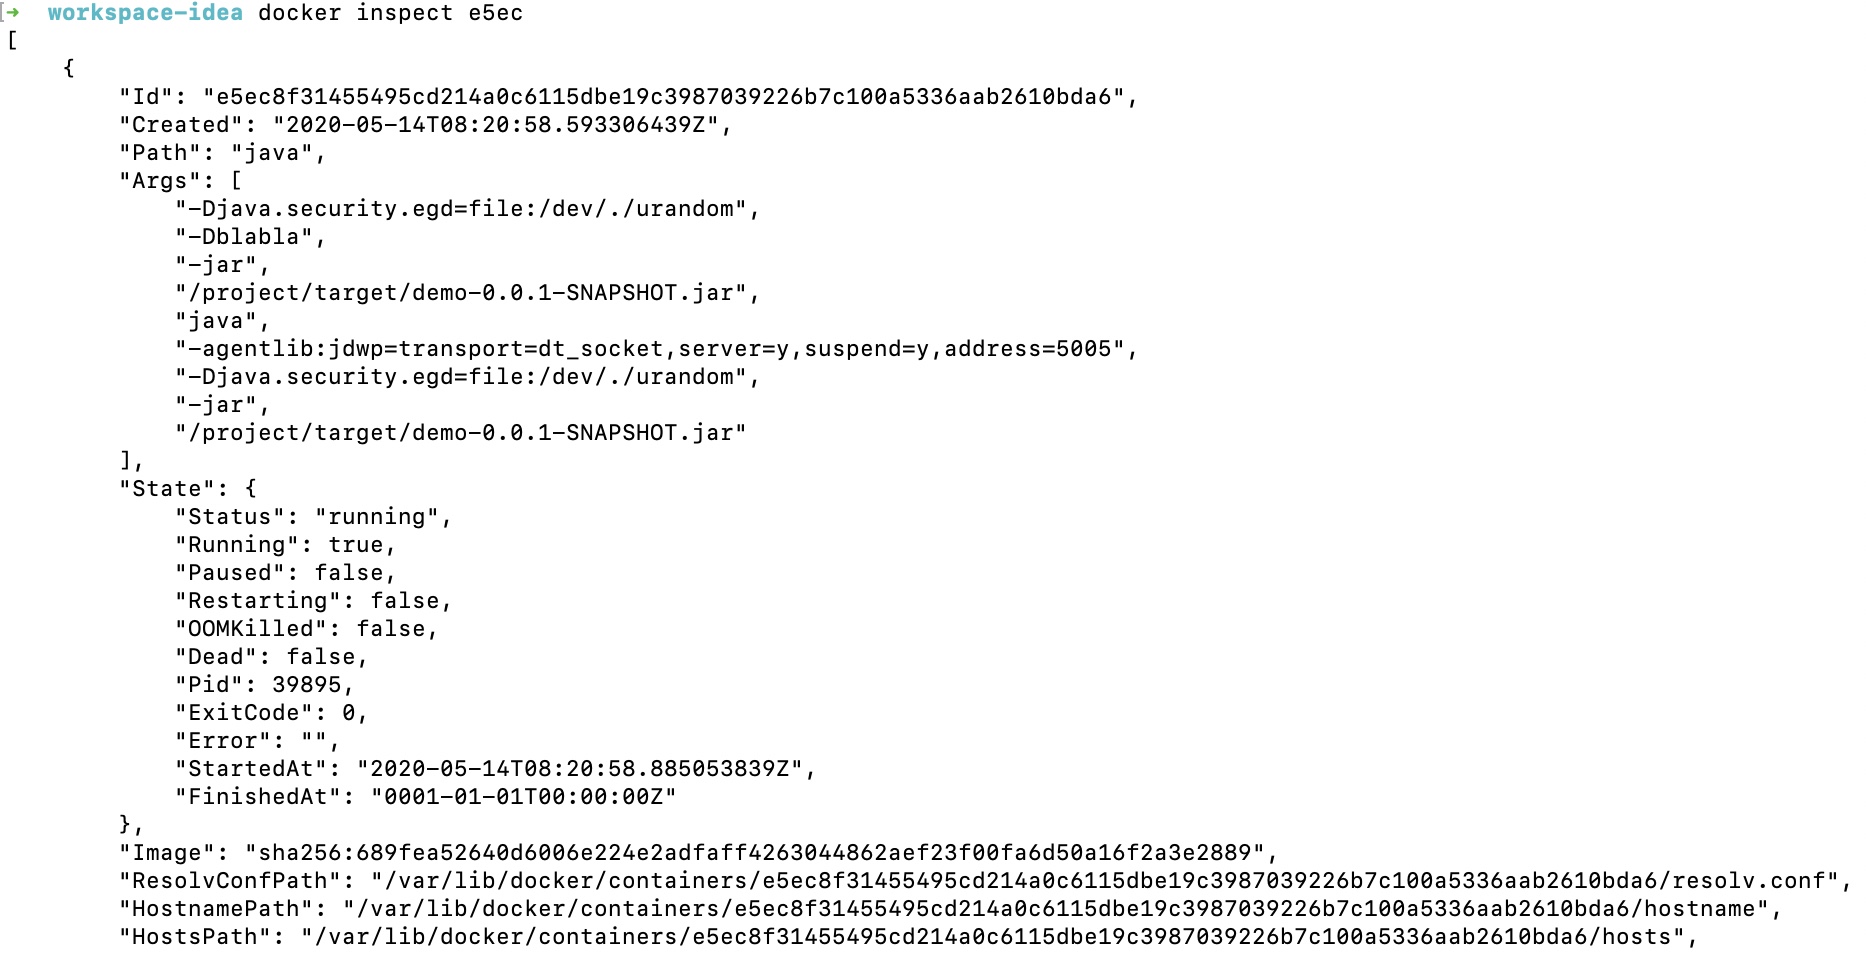 [→ workspace-idea docker inspect e5ec
[
    {
        "Id": "e5ec8f31455495cd214a0c6115dbe19c3987039226b7c100a5336aab2610bda6",
        "Created": "2020-05-14T08:20:58.593306439Z",
        "Path": "java",
        "Args": [
            "-Djava.security.egd=file:/dev/./urandom",
            "-Dblabla",
            "-jar",
            "/project/target/demo-0.0.1-SNAPSHOT.jar",
            "java",
            "-agentlib:jdwp=transport=dt_socket,server=y,suspend=y,address=5005",
            "-Djava.security.egd=file:/dev/./urandom",
            "-jar",
            "/project/target/demo-0.0.1-SNAPSHOT.jar"
        ],
        "State": {
            "Status": "running",
            "Running": true,
            "Paused": false,
            "Restarting": false,
            "OOMKilled": false,
            "Dead": false,
            "Pid": 39895,
            "ExitCode": 0,
            "Error": "",
            "StartedAt": "2020-05-14T08:20:58.885053839Z",
            "FinishedAt": "0001-01-01T00:00:00Z"
        },
        "Image": "sha256:689fea52640d6006e224e2adfaff4263044862aef23f00fa6d50a16f2a3e2889",
        "ResolvConfPath": "/var/lib/docker/containers/e5ec8f31455495cd214a0c6115dbe19c3987039226b7c100a5336aab2610bda6/resolv.conf",
        "HostnamePath": "/var/lib/docker/containers/e5ec8f31455495cd214a0c6115dbe19c3987039226b7c100a5336aab2610bda6/hostname",
        "HostsPath": "/var/lib/docker/containers/e5ec8f31455495cd214a0c6115dbe19c3987039226b7c100a5336aab2610bda6/hosts",